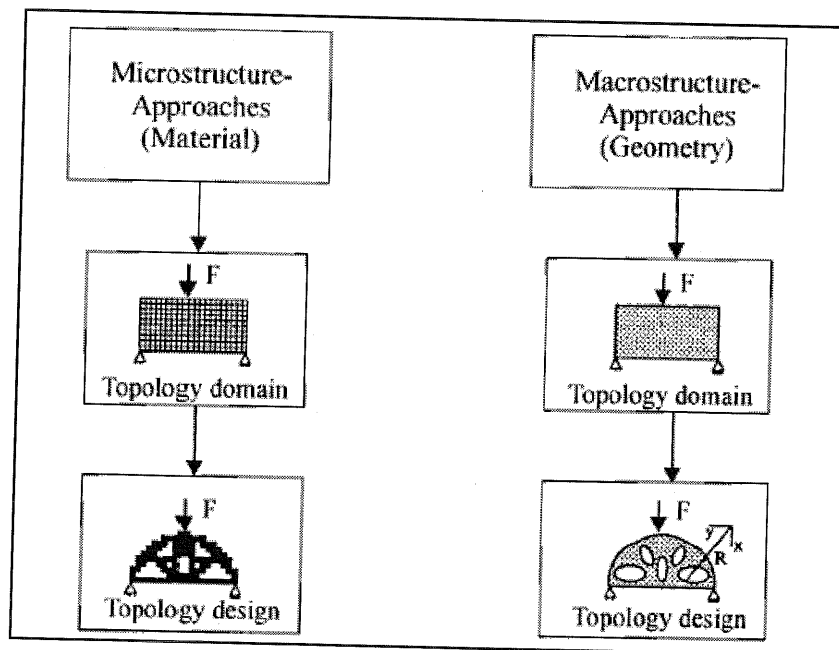 Microstructure-
Approaches
(Material)
F
Topology domain
F
Topology design
Macrostructure-
Approaches
(Geometry)
F
Topology domain
F
y
x
R
Topology design